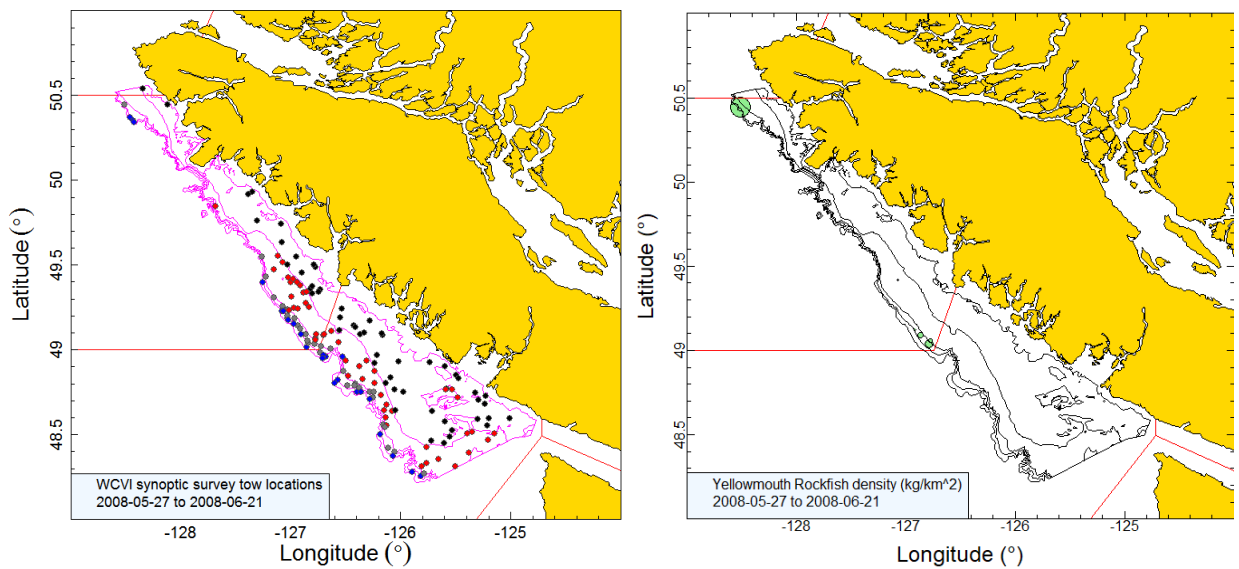 50.5
50
49.5
49
48.5
Latitude (°)
-128
-127
-126
-125
Longitude (°)
WCVI synoptic survey tow locations
2008-05-27 to 2008-06-21
50.5
50
49.5
49
48.5
Latitude (°)
-128
-127
-126
-125
Longitude (°)
Yellowmouth Rockfish density (kg/km^2)
2008-05-27 to 2008-06-21